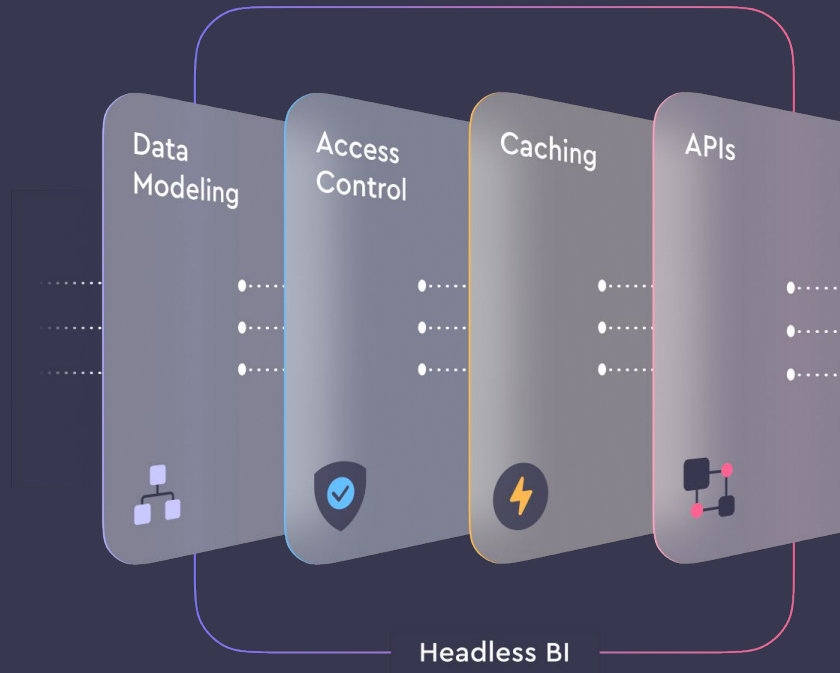 Data
Modeling
Access
Control
Caching
APIs
Headless BI